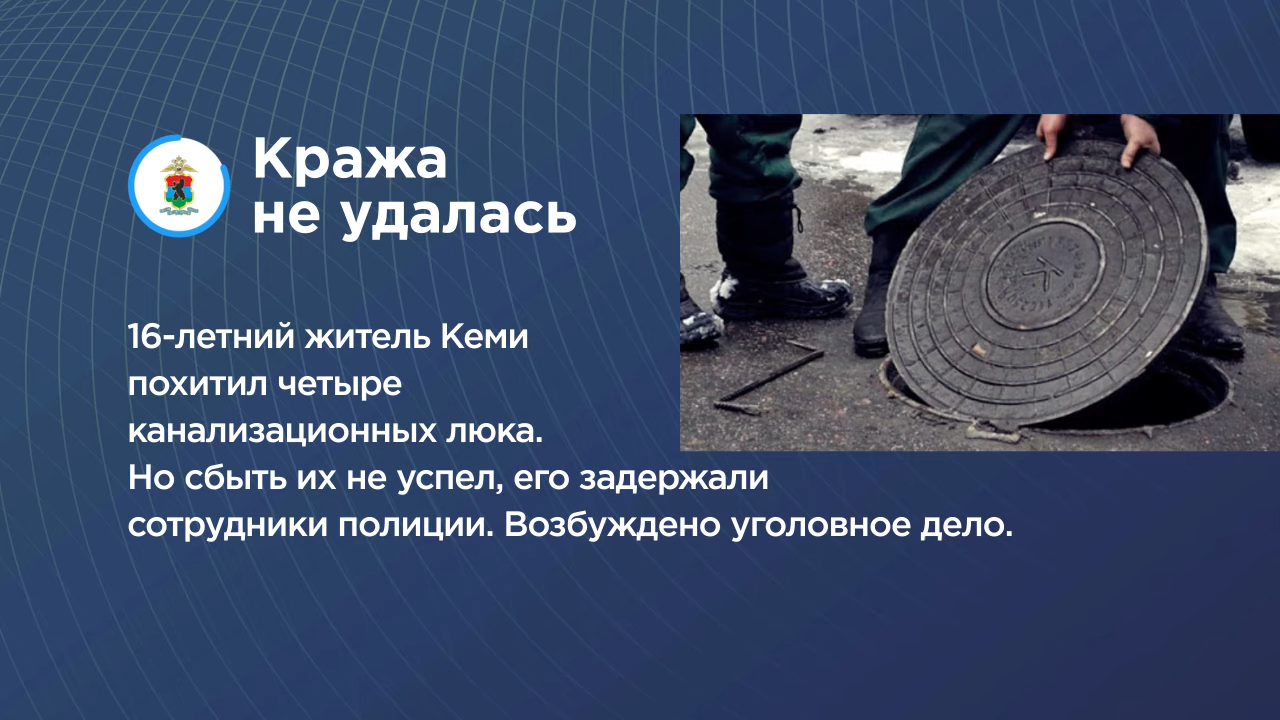 Кража
не удалась
16-летний житель Кеми
похитил четыре
канализационных люка.
Но сбыть их не успел, его задержали
сотрудники полиции. Возбуждено уголовное дело.